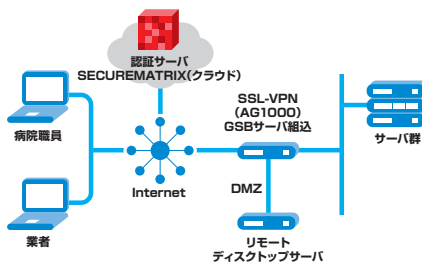 認証サーバ
SECUREMATRIX(クラウド)
病院職員
SSL-VPN
(AG1000)
GSBサーバ組込
サーバ群
Internet
DMZ
業者
リモート
ディスクトップサーバ